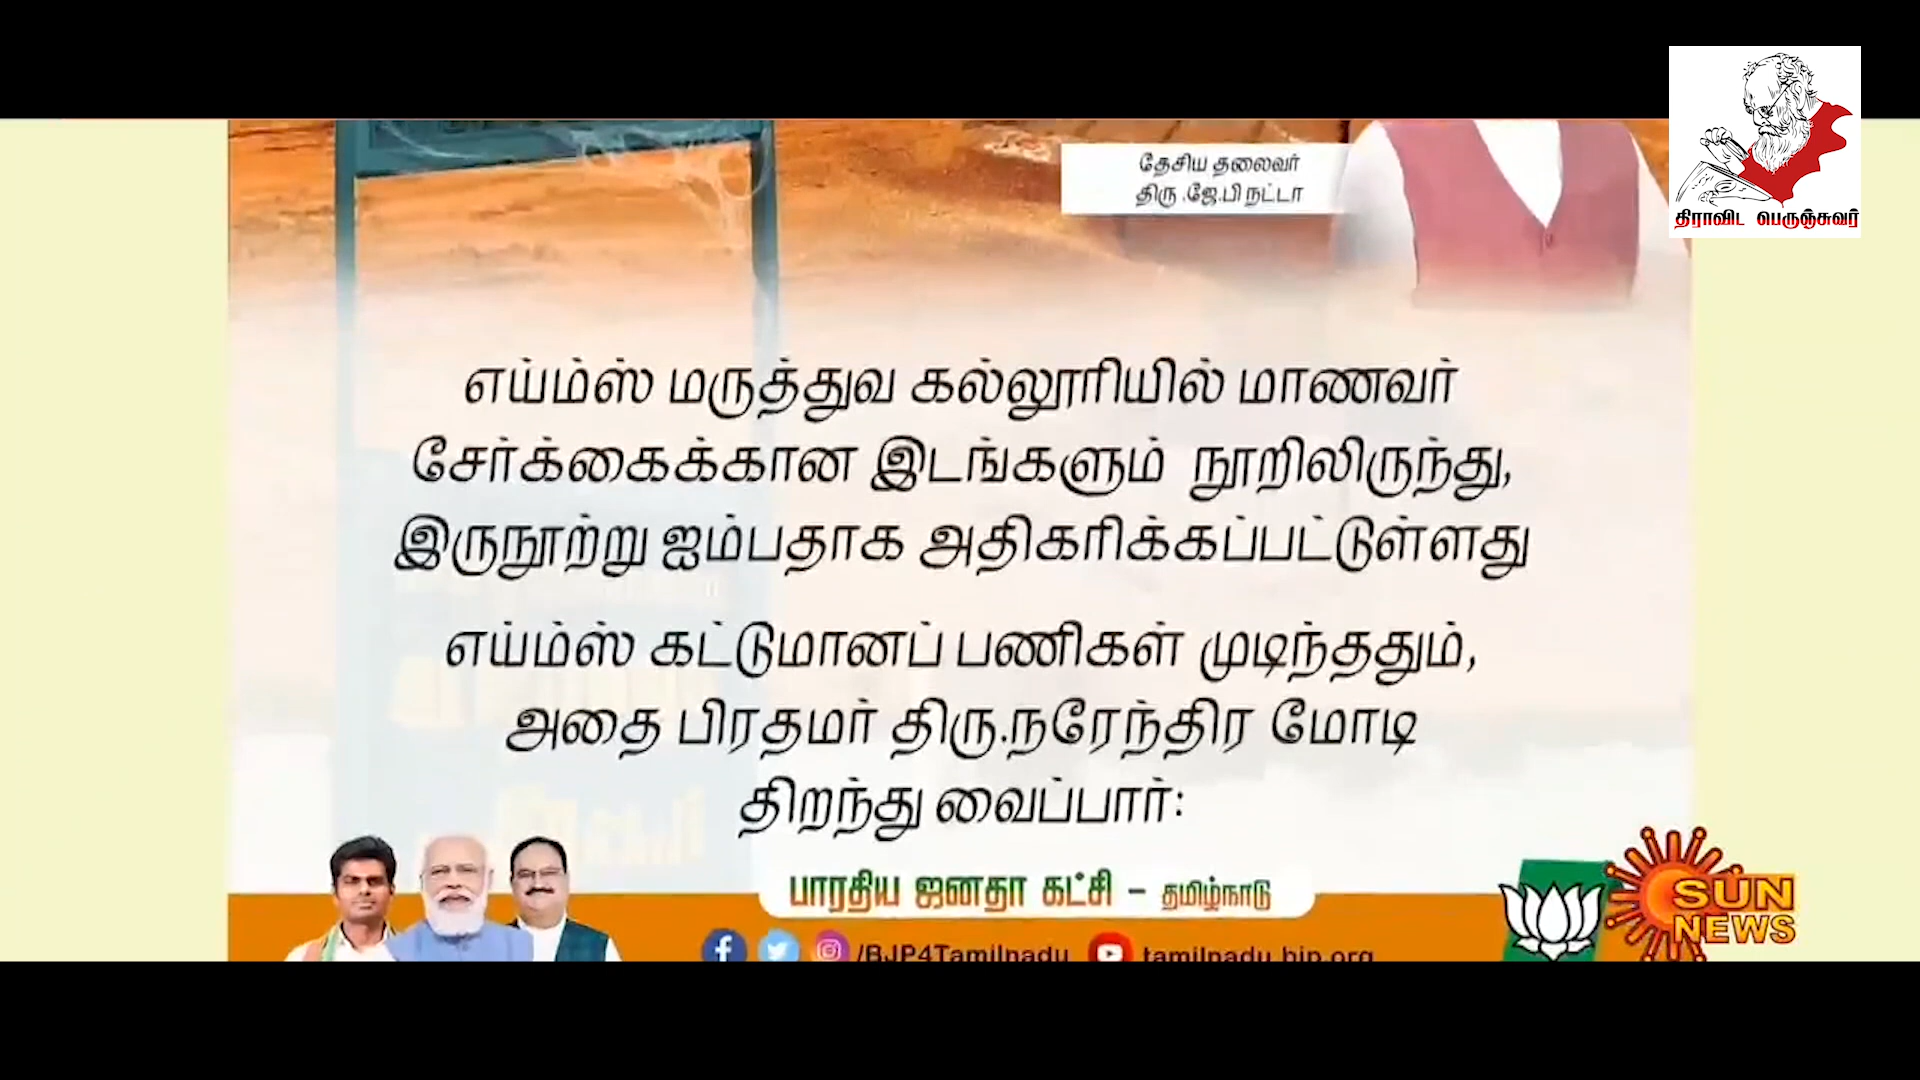 தேசிய தலைவர்
திரு .ஜே.பி நட்டா
திராவிட பெருஞ்சுவர்
எய்ம்ஸ் மருத்துவ கல்லூரியில் மாணவர்
சேர்க்கைக்கான இடங்களும் நூறிலிருந்து,
இருநூற்று ஐம்பதாக அதிகரிக்கப்பட்டுள்ளது
எய்ம்ஸ் கட்டுமானப் பணிகள் முடிந்ததும்,
அதை பிரதமர் திரு.நரேந்திர மோடி
திறந்து வைப்பார்:
பாரதிய ஜனதா கட்சி - தமிழ்நாடு
SUN
NEWS
/BJP4Tamilnadu tamilnadu.bjp.org